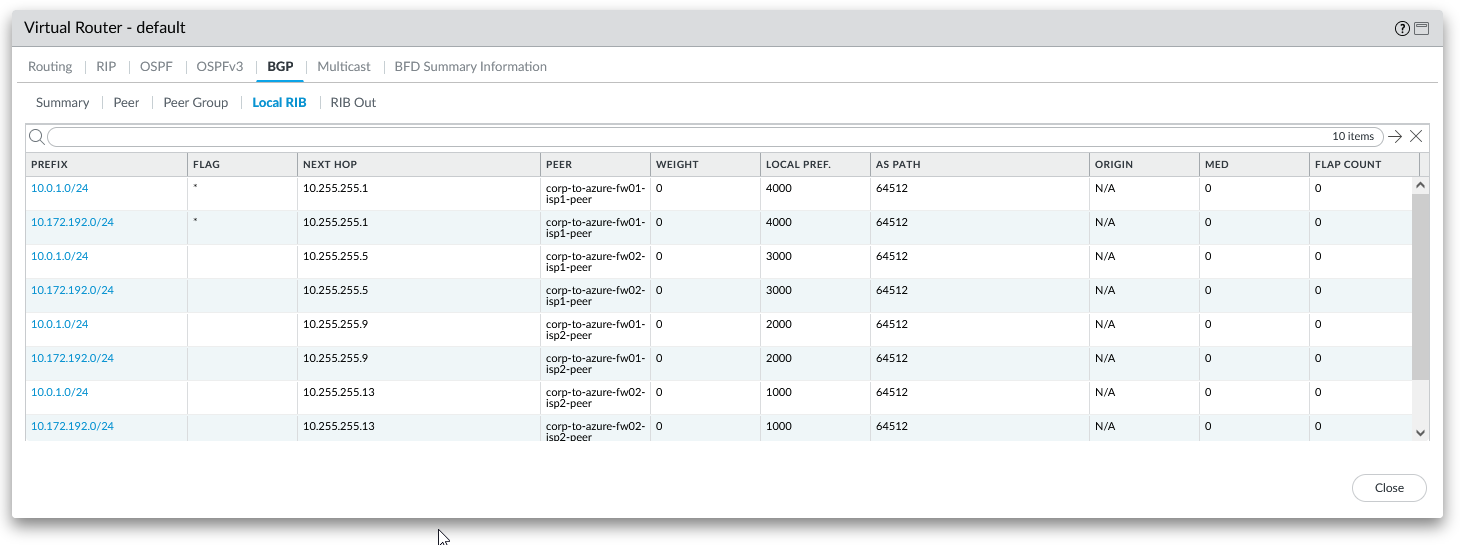 Virtual Router - default
Routing RIP OSPF OSPFv3 BGP Multicast BFD Summary Information
Summary Peer Peer Group Local RIB RIB Out
10 items
PREFIX FLAG NEXT HOP PEER WEIGHT LOCAL PREF. AS PATH ORIGIN MED FLAP COUNT
10.0.1.0/24 * 10.255.255.1 corp-to-azure-fw01- 0 4000 64512 N/A 0 0
isp1-peer
10.172.192.0/24 * 10.255.255.1 corp-to-azure-fw01- 0 4000 64512 N/A 0 0
isp1-peer
10.0.1.0/24 10.255.255.5 corp-to-azure-fw02- 0 3000 64512 N/A 0 0
isp1-peer
10.172.192.0/24 10.255.255.5 corp-to-azure-fw02- 0 3000 64512 N/A 0 0
isp1-peer
10.0.1.0/24 10.255.255.9 corp-to-azure-fw01- 0 2000 64512 N/A 0 0
isp2-peer
10.172.192.0/24 10.255.255.9 corp-to-azure-fw01- 0 2000 64512 N/A 0 0
isp2-peer
10.0.1.0/24 10.255.255.13 corp-to-azure-fw02- 0 1000 64512 N/A 0 0
isp2-peer
10.172.192.0/24 10.255.255.13 corp-to-azure-fw02- 0 1000 64512 N/A 0 0
isp2-peer
Close